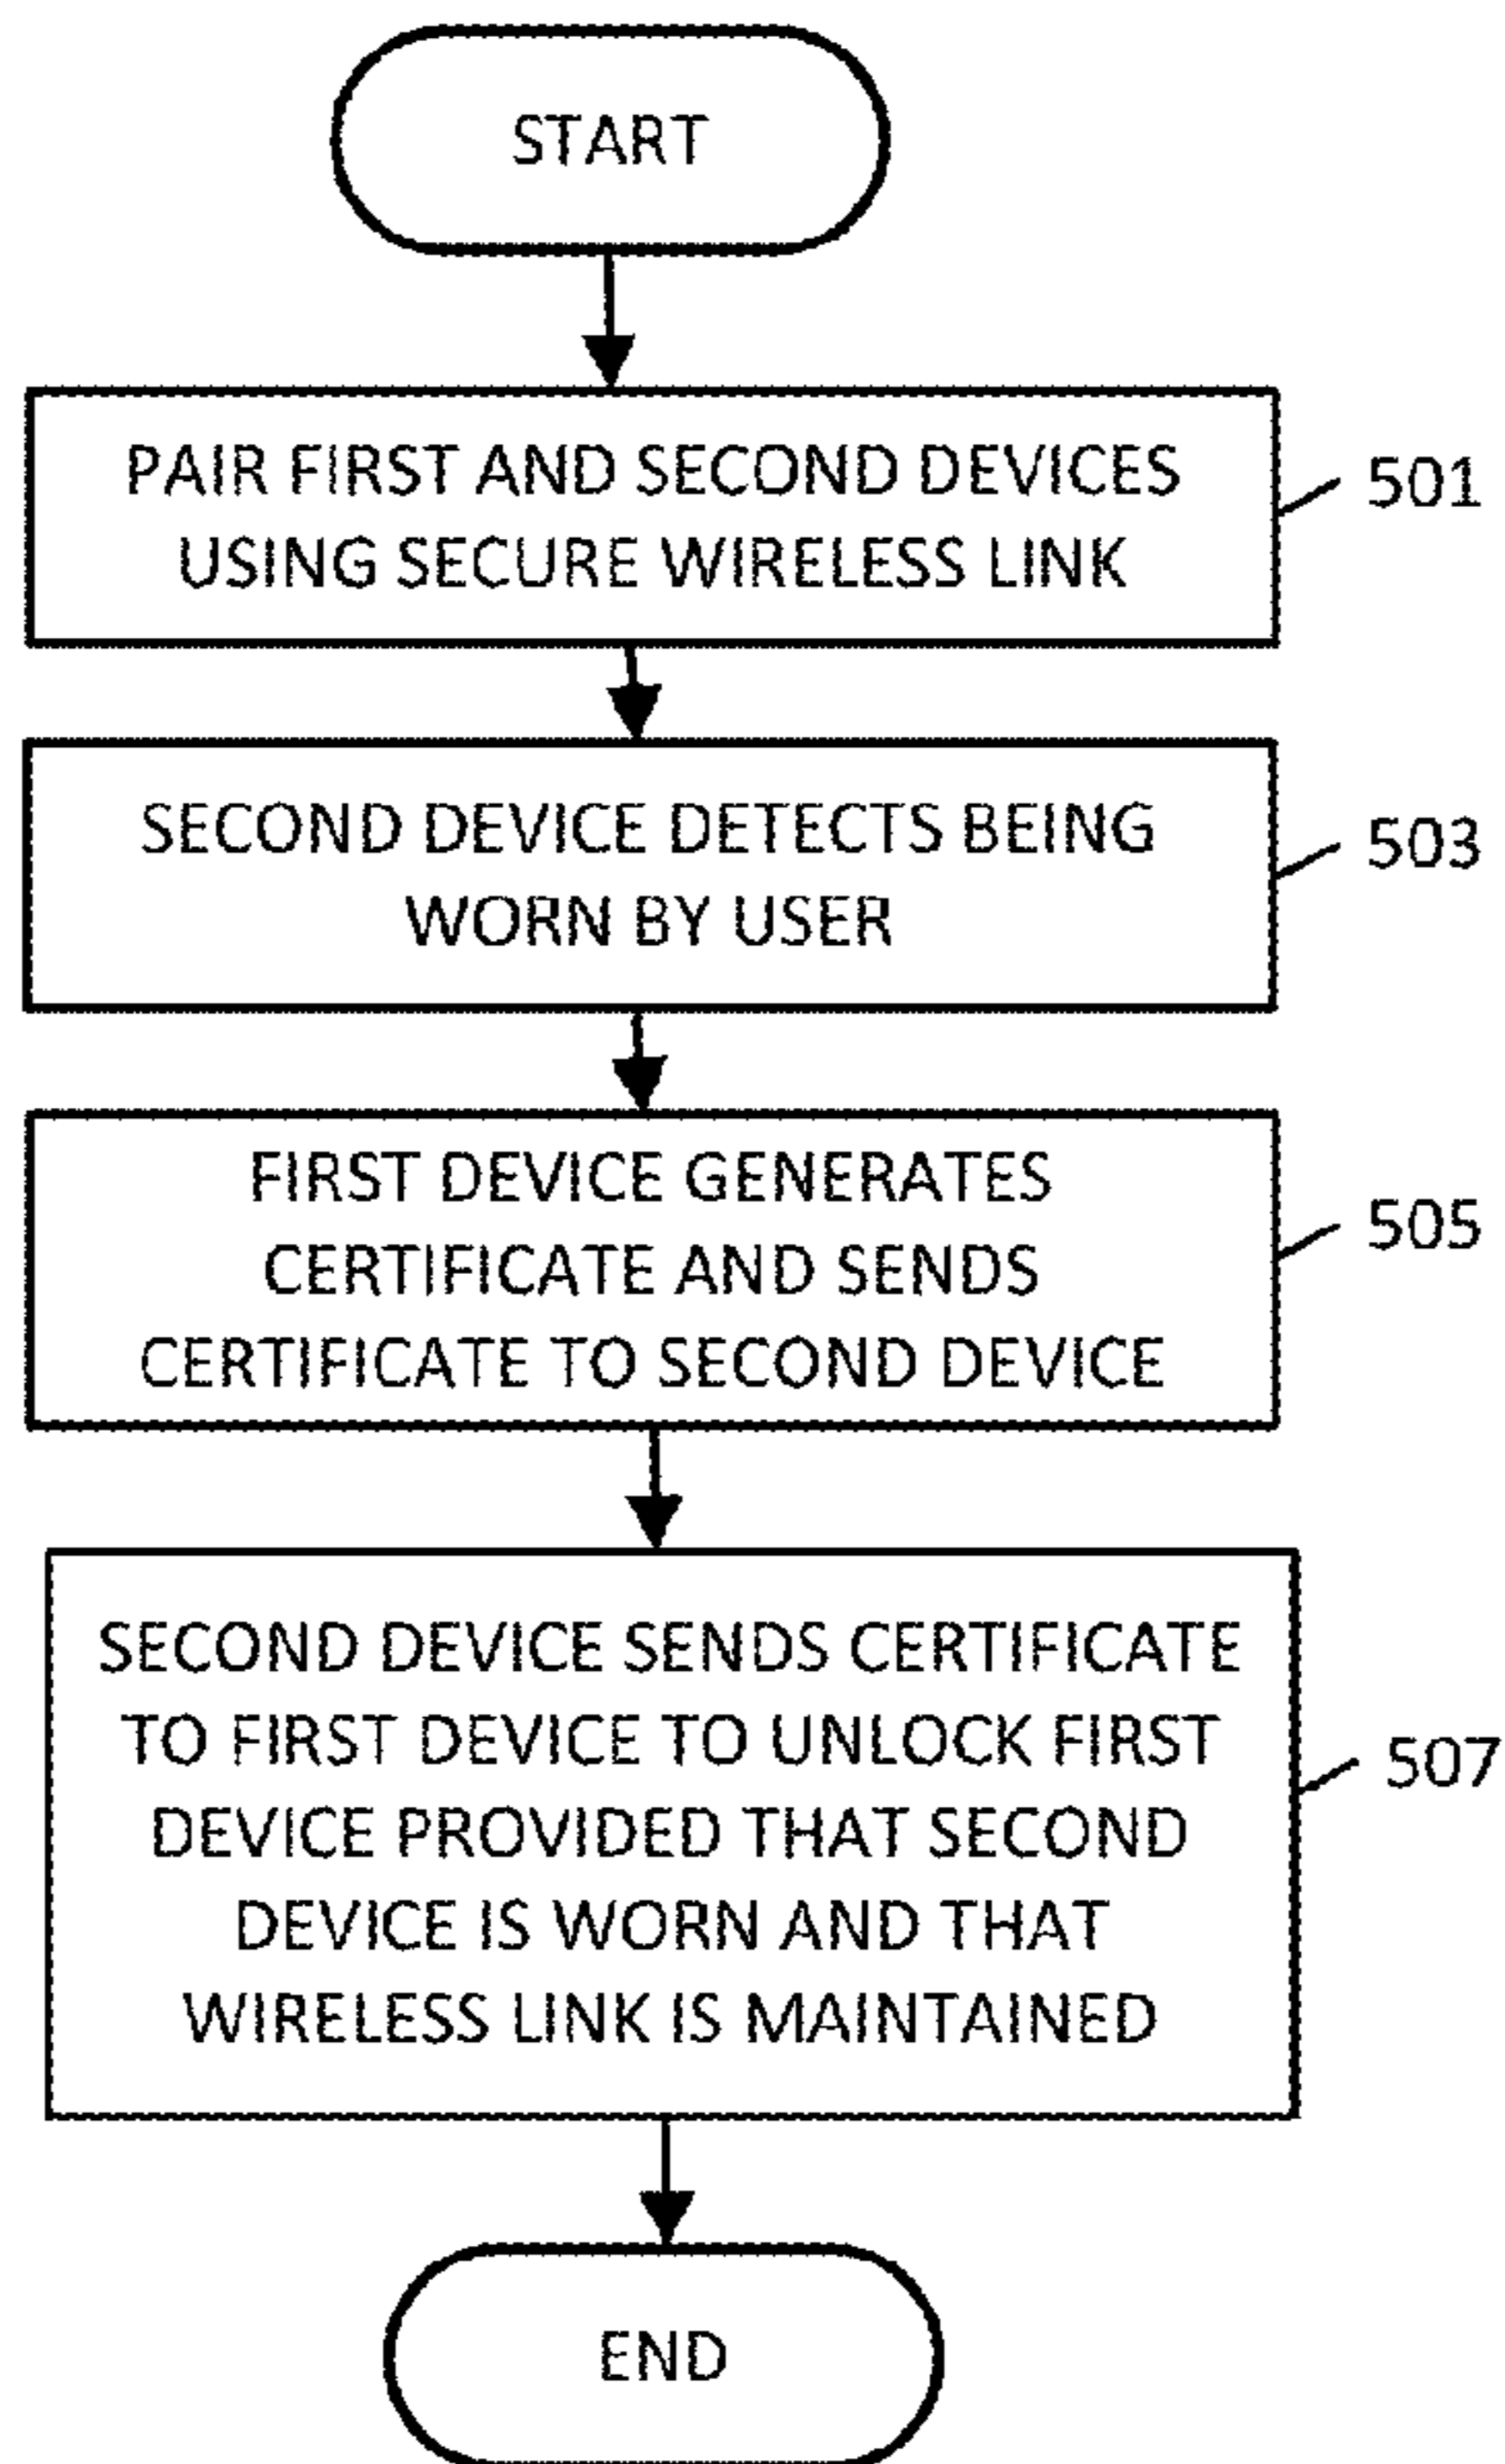 START
PAIR FIRST AND SECOND DEVICES
USING SECURE WIRELESS LINK
501
SECOND DEVICE DETECTS BEING
WORN BY USER
503
FIRST DEVICE GENERATES
CERTIFICATE AND SENDS
CERTIFICATE TO SECOND DEVICE
505
SECOND DEVICE SENDS CERTIFICATE
TO FIRST DEVICE TO UNLOCK FIRST
DEVICE PROVIDED THAT SECOND
DEVICE IS WORN AND THAT
WIRELESS LINK IS MAINTAINED
507
END